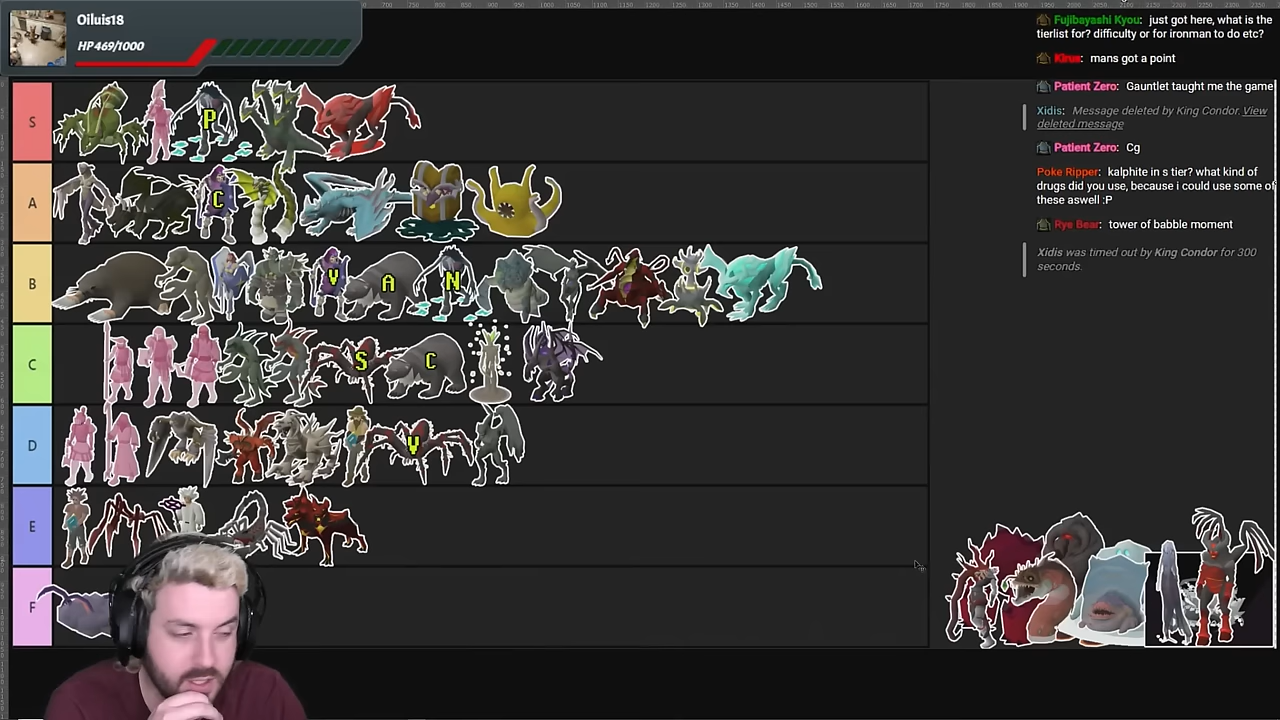 Oiluis18
HP469/1000
S
P
A
C
B
V
A
N
C
S
C
D
V
E
F
Fujibayashi Kyou: just got here, what is the
tierlist for? difficulty or for ironman to do etc?
Kirus: mans got a point
Patient Zero: Gauntlet taught me the game
Xidis: Message deleted by King Condor. View
deleted message
Patient Zero: Cg
Poke Ripper: kalphite in s tier? what kind of
drugs did you use, because i could use some of
these aswell :P
Rye Bear: tower of babble moment
Xidis was timed out by King Condor for 300
seconds.